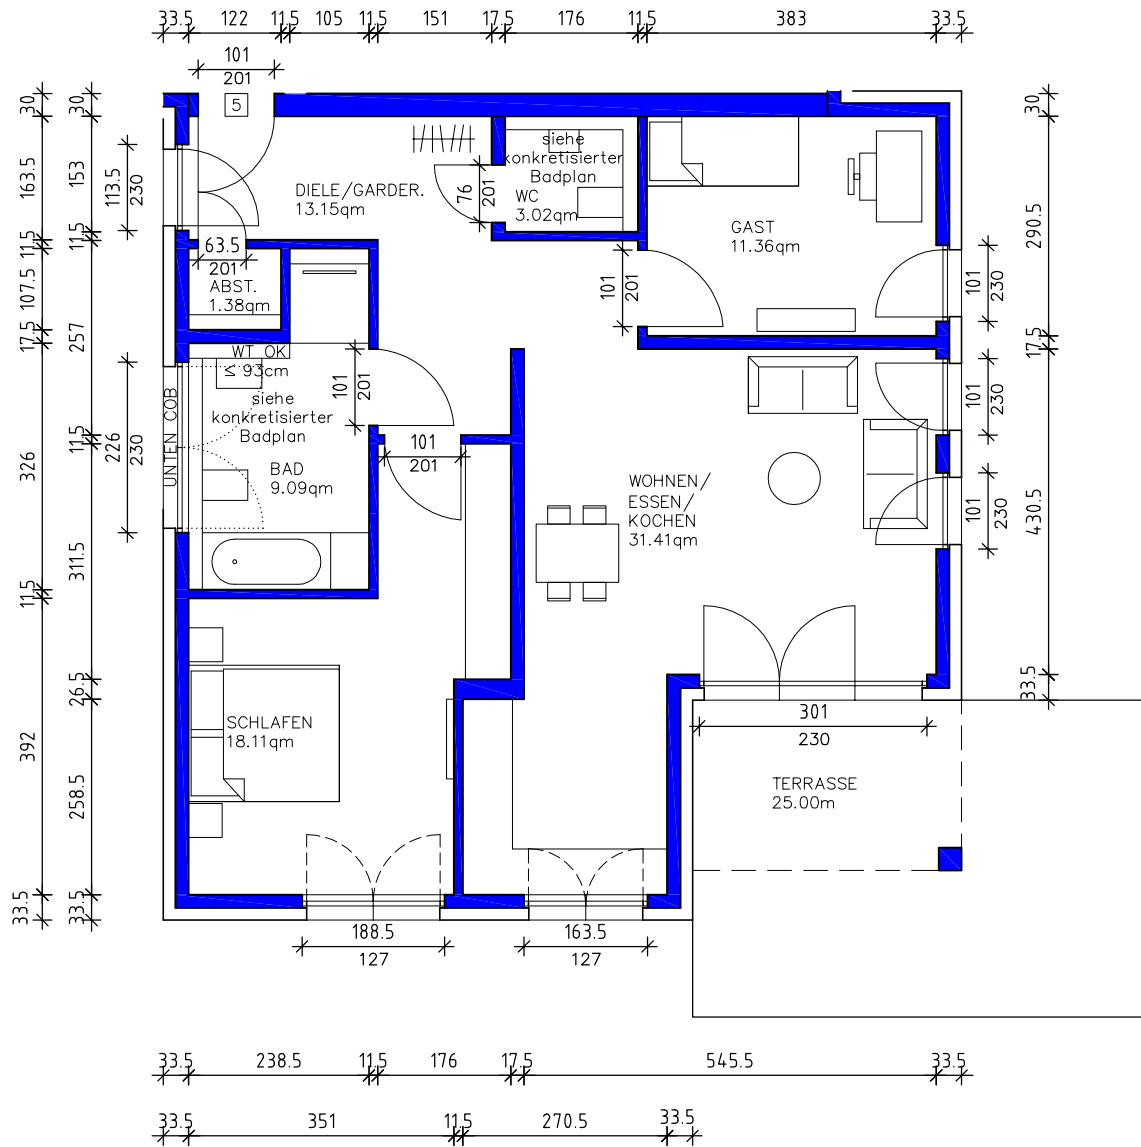 33.5 122 11.5 105 11.5 151 17.5 176 11.5 383 33.5
101
201
5
30
163.5
11.5
107.5
17.5
326
11.5
392
33.5
30
153
11.5
257
11.5
311.5
26.5
258.5
33.5
113.5
230
226
230
DIELE/GARDER.
13.15qm
76
201
siehe
konkretisierter
Badplan
WC
3.02qm
GAST
11.36qm
101
201
101
230
30
290.5
17.5
430.5
33.5
63.5
201
ABST.
1.38qm
WT OK
≤ 93cm
siehe
konkretisierter
Badplan
BAD
9.09qm
UNTEN COB
101
201
101
201
101
230
101
230
WOHNEN/
ESSEN/
KOCHEN
31.41qm
SCHLAFEN
18.11qm
301
230
TERRASSE
25.00m
188.5
127
163.5
127
33.5 238.5 11.5 176 17.5 545.5 33.5
33.5 351 11.5 270.5 33.5